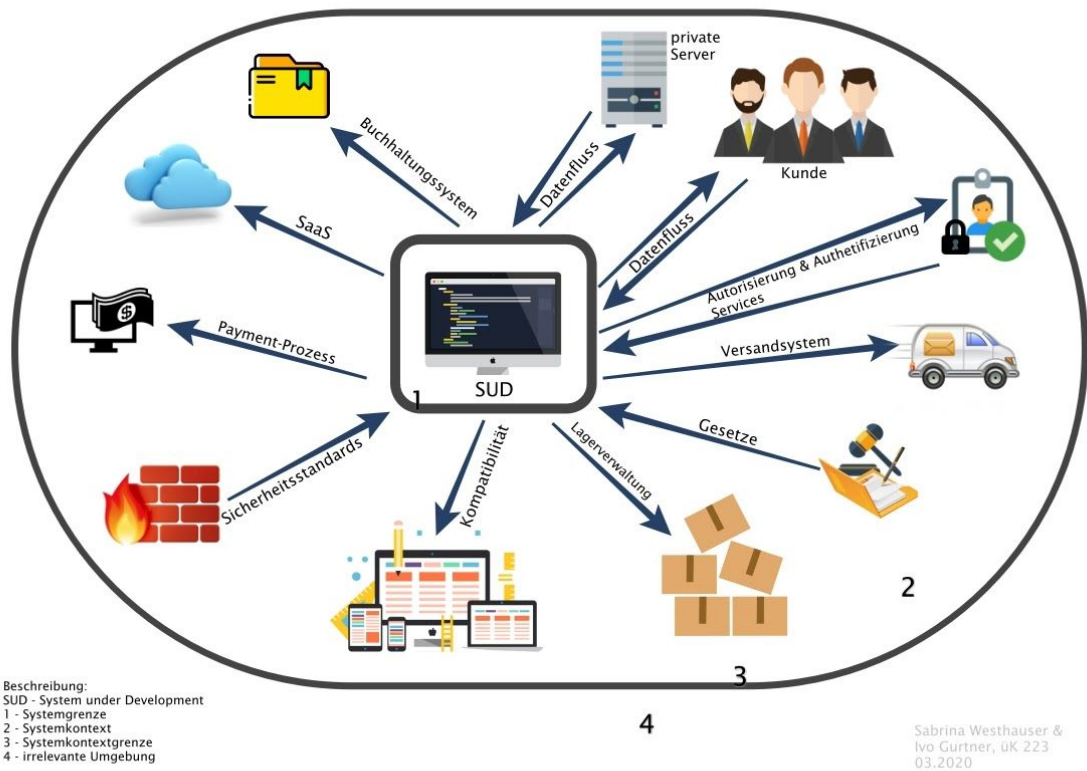 private
Server
Buchhaltungssystem
Datenfluss
Kunde
SaaS
Datenfluss
Autorisierung & Authetifizierung
Services
Payment-Prozess
Versandsystem
SUD
1
Gesetze
Sicherheitsstandards
Kompatibilität
Lagerverwaltung
2
3
4
Beschreibung:
SUD - System under Development
1 - Systemgrenze
2 - Systemkontext
3 - Systemkontextgrenze
4 - irrelevante Umgebung
Sabrina Westhauser &
Ivo Gurtner, üK 223
03.2020